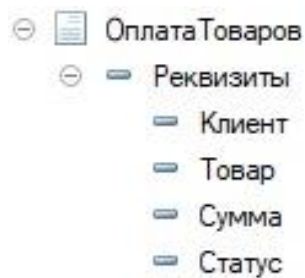 ОплатаТоваров
Реквизиты
Клиент
Товар
Сумма
Статус